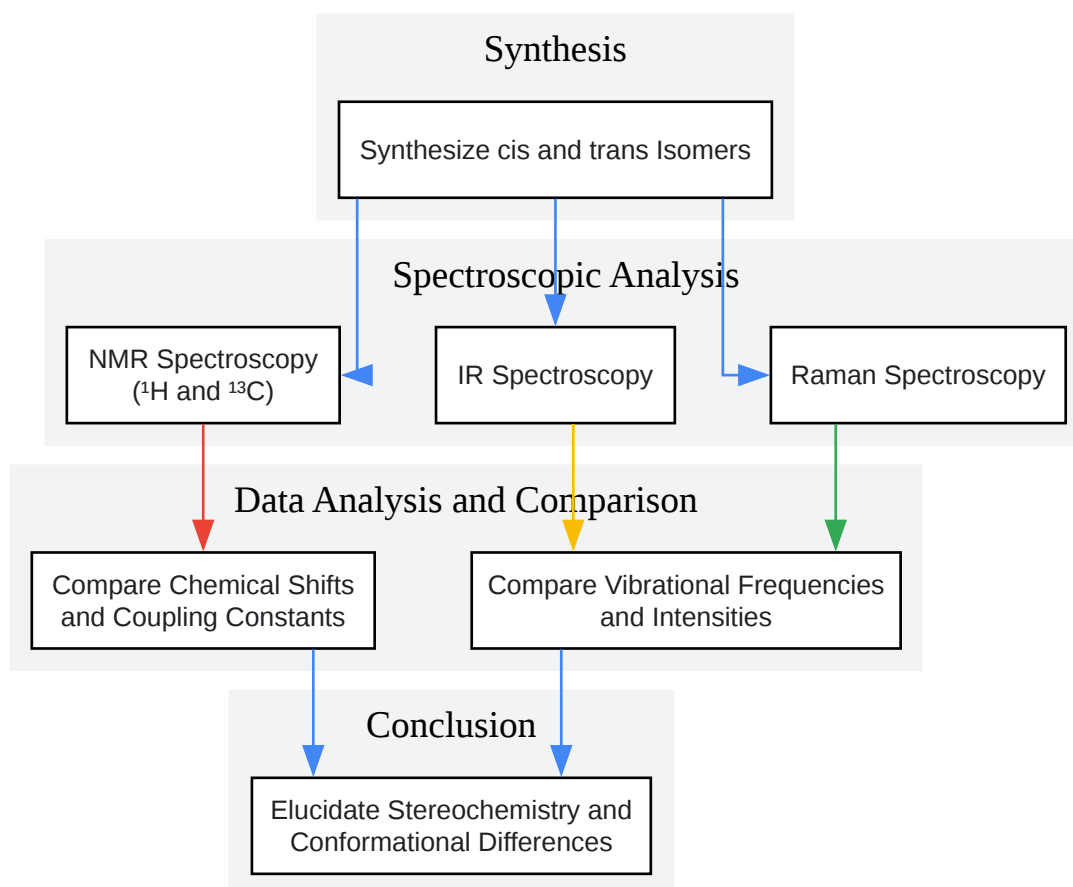 Synthesis
Synthesize cis and trans Isomers
Spectroscopic Analysis
NMR Spectroscopy
(¹H and ¹³C)
IR Spectroscopy
Raman Spectroscopy
Data Analysis and Comparison
Compare Chemical Shifts
and Coupling Constants
Compare Vibrational Frequencies
and Intensities
Conclusion
Elucidate Stereochemistry and
Conformational Differences